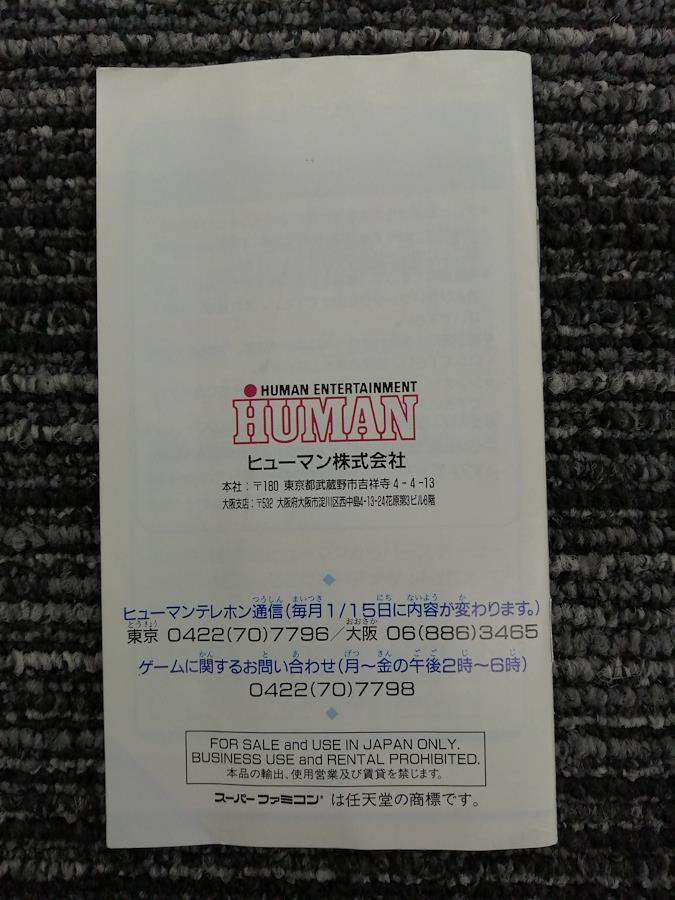 HUMAN ENTERTAINMENT
HUMAN
ヒューマン株式会社
本社：〒180 東京都武蔵野市吉祥寺4-4-13
大阪支店：〒532 大阪府大阪市淀川区西中島4-13-24花原第3ビル6階
ヒューマンテレホン通信(毎月1/15日に内容が変わります。)
東京 0422(70)7796／大阪 06(886)3465
ゲームに関するお問い合わせ(月～金の午後2時～6時)
0422(70)7798
FOR SALE and USE IN JAPAN ONLY.
BUSINESS USE and RENTAL PROHIBITED.
本品の輸出、使用営業及び賃貸を禁じます。
スーパーファミコン®は任天堂の商標です。